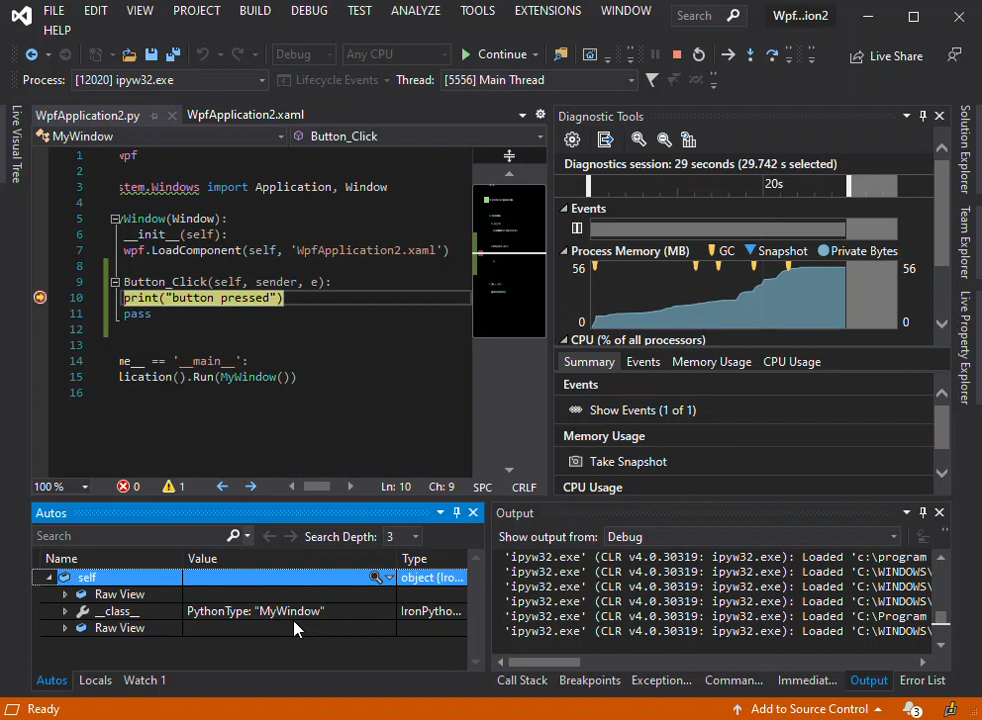 FILE EDIT VIEW PROJECT BUILD DEBUG TEST ANALYZE TOOLS EXTENSIONS WINDOW Search Wpf...ion2
HELP
Debug Any CPU Continue Live Share
Process: [12020] ipyw32.exe Lifecycle Events Thread: [5556] Main Thread
Live Visual Tree
WpfApplication2.py WpfApplication2.xaml
MyWindow Button_Click
1 wpf
2
3 stem.Windows import Application, Window
4
5 Window(Window):
6 __init__(self):
7 wpf.LoadComponent(self, 'WpfApplication2.xaml')
8
9 Button_Click(self, sender, e):
10 print("button pressed")
11 pass
12
13
14 me__ == '__main__':
15 lication().Run(MyWindow())
16
100 % 0 1 Ln: 10 Ch: 9 SPC CRLF
Diagnostic Tools
Diagnostics session: 29 seconds (29.742 s selected)
20s
Events
Process Memory (MB) GC Snapshot Private Bytes
56 56
0 0
CPU (% of all processors)
Summary Events Memory Usage CPU Usage
Events
Show Events (1 of 1)
Memory Usage
Take Snapshot
CPU Usage
Solution Explorer
Team Explorer
Live Property Explorer
Autos
Search Search Depth: 3
Name Value Type
self object {Iro...
Raw View
__class__ PythonType: "MyWindow" IronPytho...
Raw View
Autos Locals Watch 1
Output
Show output from: Debug
'ipyw32.exe' (CLR v4.0.30319: ipyw32.exe): Loaded 'c:\program
'ipyw32.exe' (CLR v4.0.30319: ipyw32.exe): Loaded 'C:\WINDOWS\
'ipyw32.exe' (CLR v4.0.30319: ipyw32.exe): Loaded 'C:\WINDOWS\
'ipyw32.exe' (CLR v4.0.30319: ipyw32.exe): Loaded 'C:\WINDOWS\
'ipyw32.exe' (CLR v4.0.30319: ipyw32.exe): Loaded 'C:\Program
'ipyw32.exe' (CLR v4.0.30319: ipyw32.exe): Loaded 'C:\WINDOWS\
Call Stack Breakpoints Exception... Comman... Immediat... Output Error List
Ready Add to Source Control 3